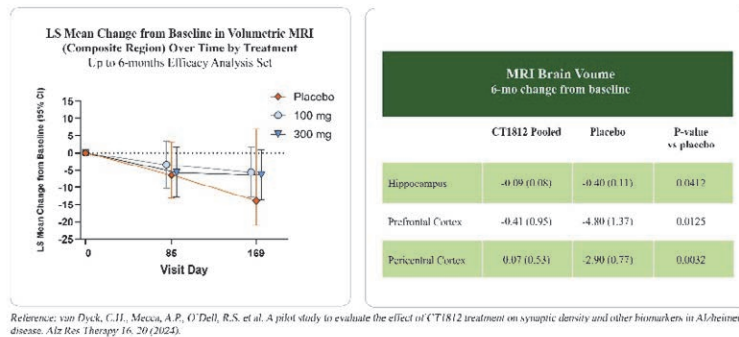 LS Mean Change from Baseline in Volumetric MRI
(Composite Region) Over Time by Treatment
Up to 6-months Efficacy Analysis Set
Placebo
100 mg
300 mg
LS Mean Change from Baseline (95% CI)
15
10
5
0
-5
-10
-15
-20
-25
0
85
169
Visit Day
MRI Brain Voume
6-mo change from baseline
CT1812 Pooled Placebo P-value
vs placebo
Hippocampus -0.09 (0.08) -0.40 (0.11) 0.0412
Prefrontal Cortex -0.41 (0.95) -4.80 (1.37) 0.0125
Pericentral Cortex 0.07 (0.53) -2.90 (0.77) 0.0032
Reference: van Dyck, C.H., Mecca, A.P., O'Dell, R.S. et al. A pilot study to evaluate the effect of CT1812 treatment on synaptic density and other biomarkers in Alzheimer
disease. Alz Res Therapy 16, 20 (2024).